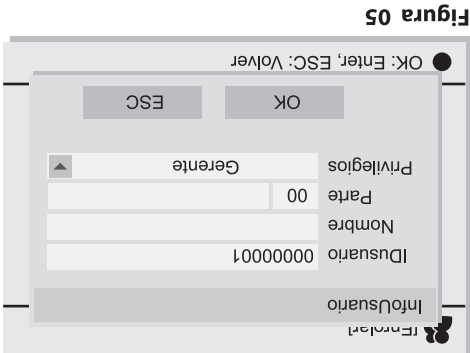 [Enrolar]
InfoUsuario
IDusuario 00000001
Nombre
Parte 00
Privilegios Gerente
OK ESC
OK: Enter, ESC: Volver
Figura 05